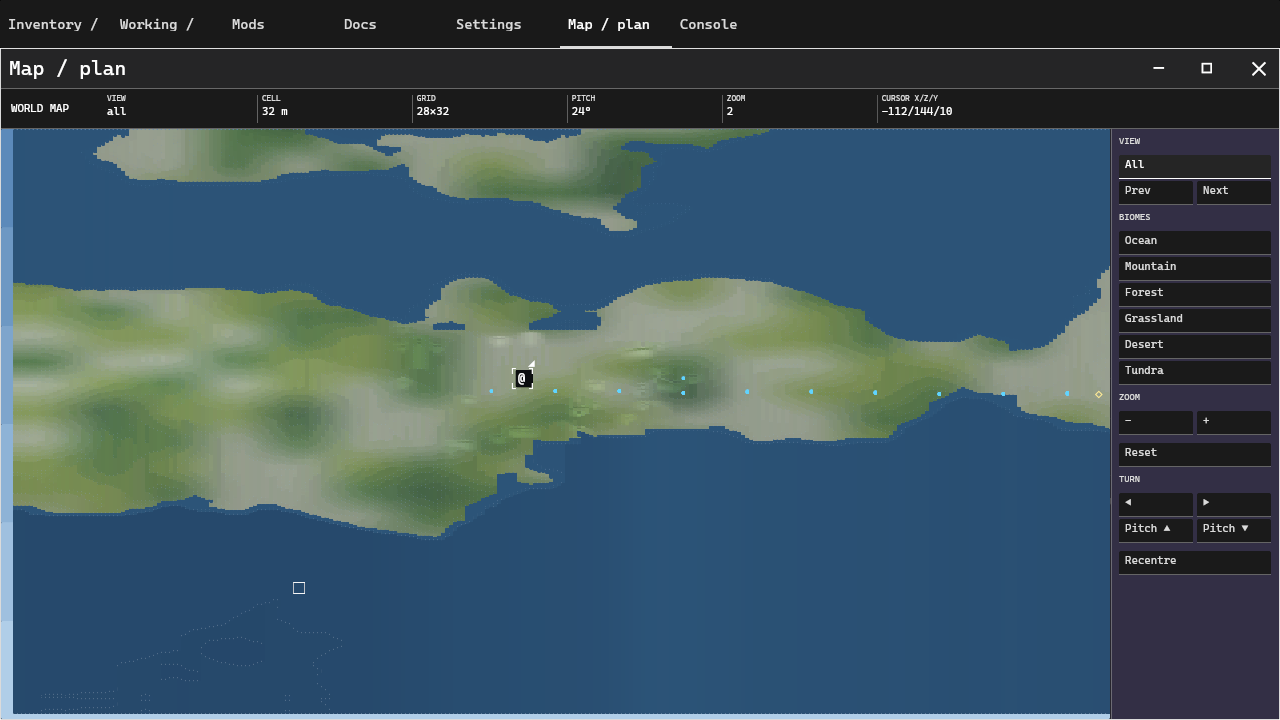 Inventory / Working / Mods Docs Settings Map / plan Console
Map / plan
WORLD MAP
VIEW
all
CELL
32 m
GRID
28×32
PITCH
24°
ZOOM
2
CURSOR X/Z/Y
−112/144/10
@
VIEW
All
Prev Next
BIOMES
Ocean
Mountain
Forest
Grassland
Desert
Tundra
ZOOM
− +
Reset
TURN
◄ ►
Pitch ▲ Pitch ▼
Recentre